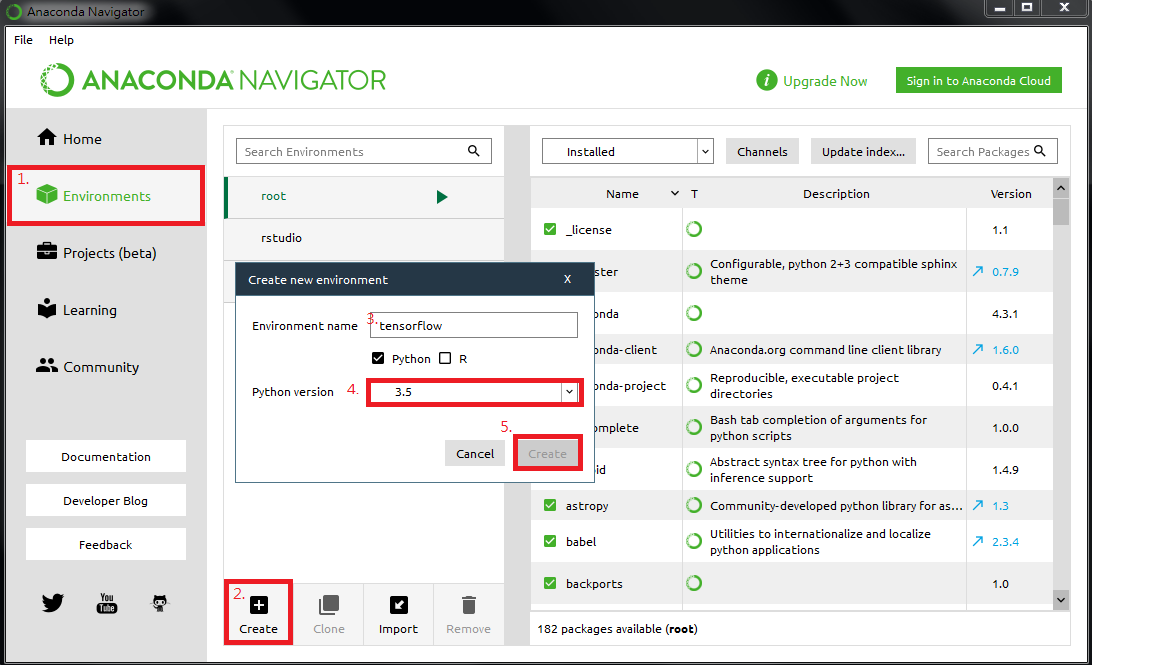 Anaconda Navigator
File Help
ANACONDA NAVIGATOR
i Upgrade Now
Sign in to Anaconda Cloud
Home
1.
Environments
Projects (beta)
Learning
Community
Documentation
Developer Blog
Feedback
You Tube
Search Environments
root
rstudio
Create new environment X
Environment name 3. tensorflow
Python R
Python version 4. 3.5
5.
Cancel Create
2.
Create Clone Import Remove
Installed Channels Update index... Search Packages
Name T Description Version
_license 1.1
ster Configurable, python 2+3 compatible sphinx
theme 0.7.9
nda 4.3.1
onda-client Anaconda.org command line client library 1.6.0
onda-project Reproducible, executable project
directories 0.4.1
omplete Bash tab completion of arguments for
python scripts 1.0.0
id Abstract syntax tree for python with
inference support 1.4.9
astropy Community-developed python library for as... 1.3
babel Utilities to internationalize and localize
python applications 2.3.4
backports 1.0
182 packages available (root)